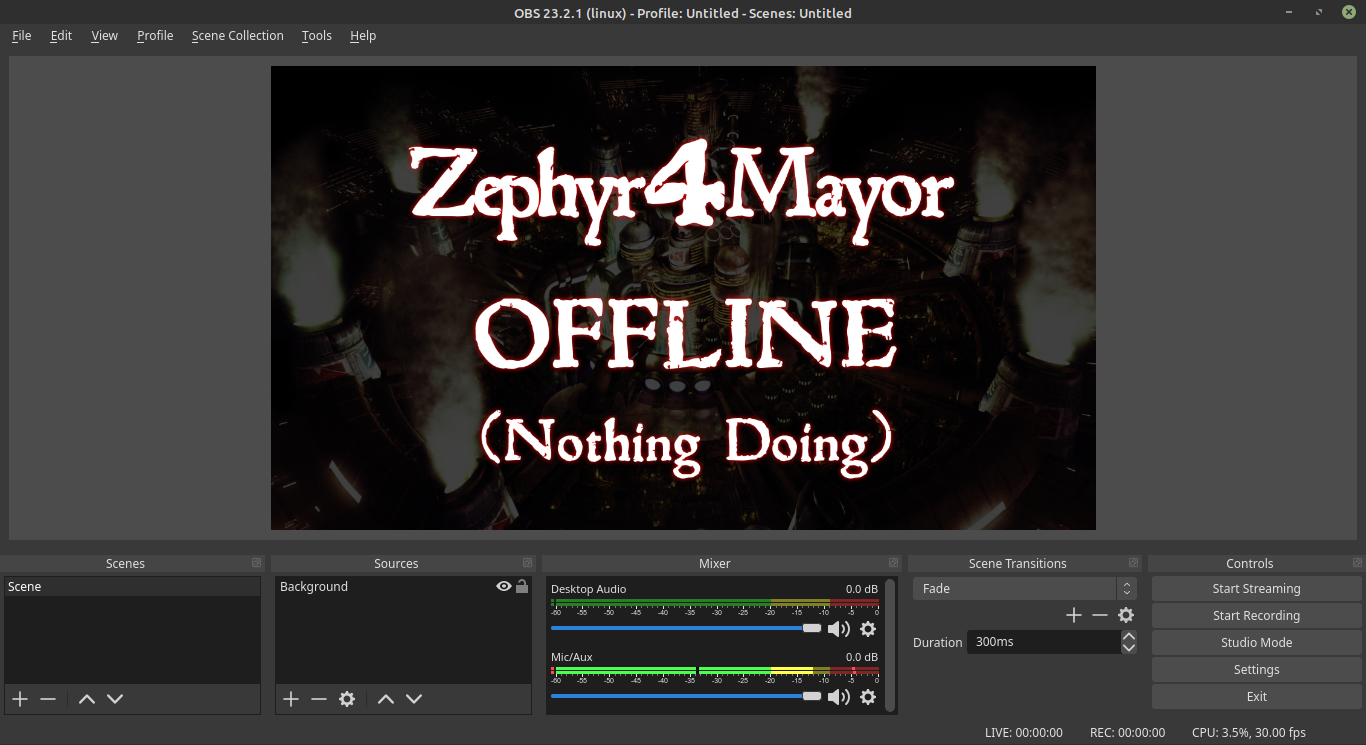 OBS 23.2.1 (linux) - Profile: Untitled - Scenes: Untitled
File Edit View Profile Scene Collection Tools Help
Zephyr4Mayor
OFFLINE
(Nothing Doing)
Scenes
Scene
Sources
Background
Mixer
Desktop Audio 0.0 dB
-60 -55 -50 -45 -40 -35 -30 -25 -20 -15 -10 -5 0
Mic/Aux 0.0 dB
-60 -55 -50 -45 -40 -35 -30 -25 -20 -15 -10 -5 0
Scene Transitions
Fade
Duration 300ms
Controls
Start Streaming
Start Recording
Studio Mode
Settings
Exit
LIVE: 00:00:00 REC: 00:00:00 CPU: 3.5%, 30.00 fps